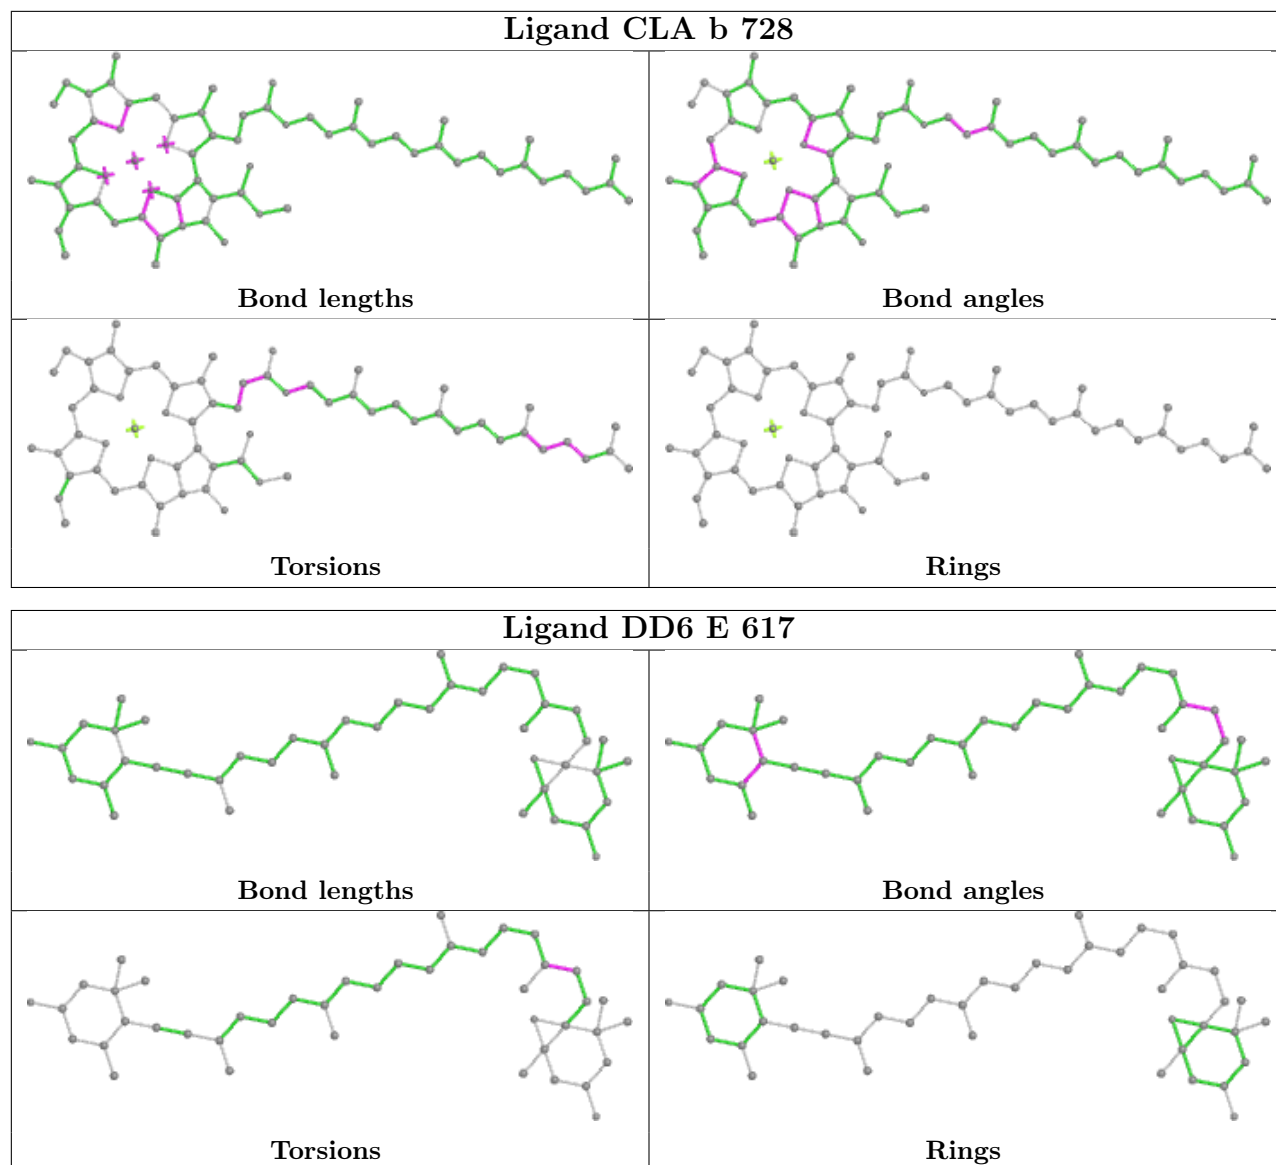 Ligand CLA b 728
Bond lengths
Bond angles
Torsions
Rings
Ligand DD6 E 617
Bond lengths
Bond angles
Torsions
Rings